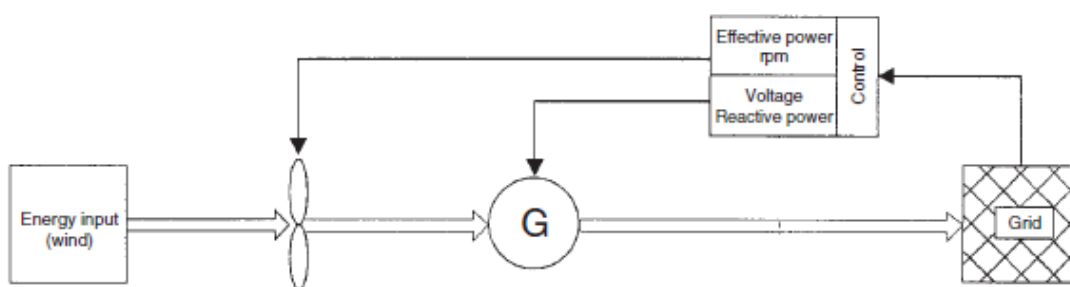 Effective power
rpm
Voltage
Reactive power
Control
Energy input
(wind)
G
Grid